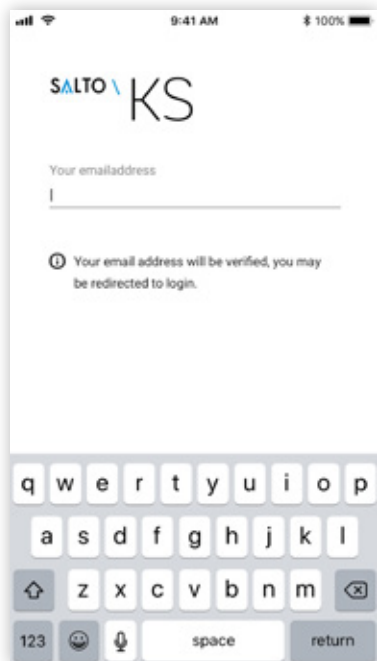 9:41 AM
100%
SALTO \ KS
Your emailaddress
Your email address will be verified, you may
be redirected to login.
q w e r t y u i o p
a s d f g h j k l
z x c v b n m
123 space return